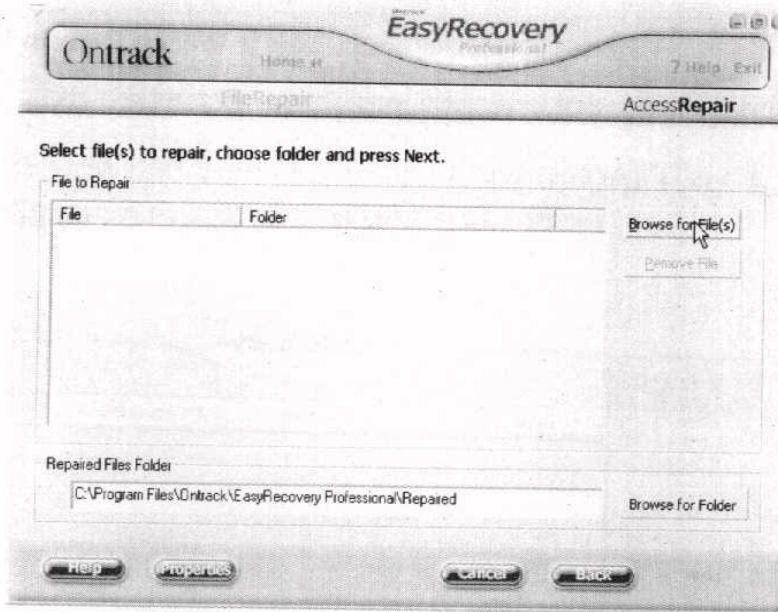 EasyRecovery
Professional
Ontrack
Home
? Help Exit
FileRepair
AccessRepair
Select file(s) to repair, choose folder and press Next.
File to Repair
File Folder
Browse for File(s)
Remove File
Repaired Files Folder
C:\Program Files\Ontrack\EasyRecovery Professional\Repaired
Browse for Folder
Help Properties Cancel Back